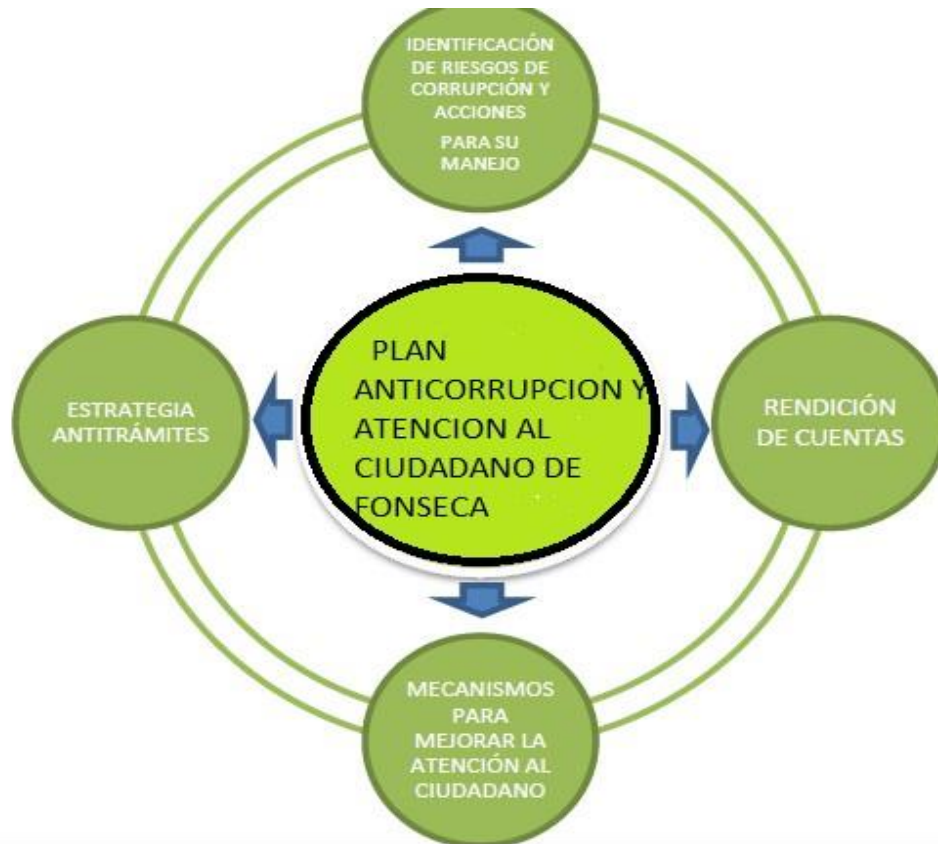 IDENTIFICACIÓN
DE RIESGOS DE
CORRUPCIÓN Y
ACCIONES
PARA SU
MANEJO
PLAN
ANTICORRUPCION Y
ATENCION AL
CIUDADANO DE
FONSECA
ESTRATEGIA
ANTITRÁMITES
RENDICIÓN
DE CUENTAS
MECANISMOS
PARA
MEJORAR LA
ATENCIÓN AL
CIUDADANO